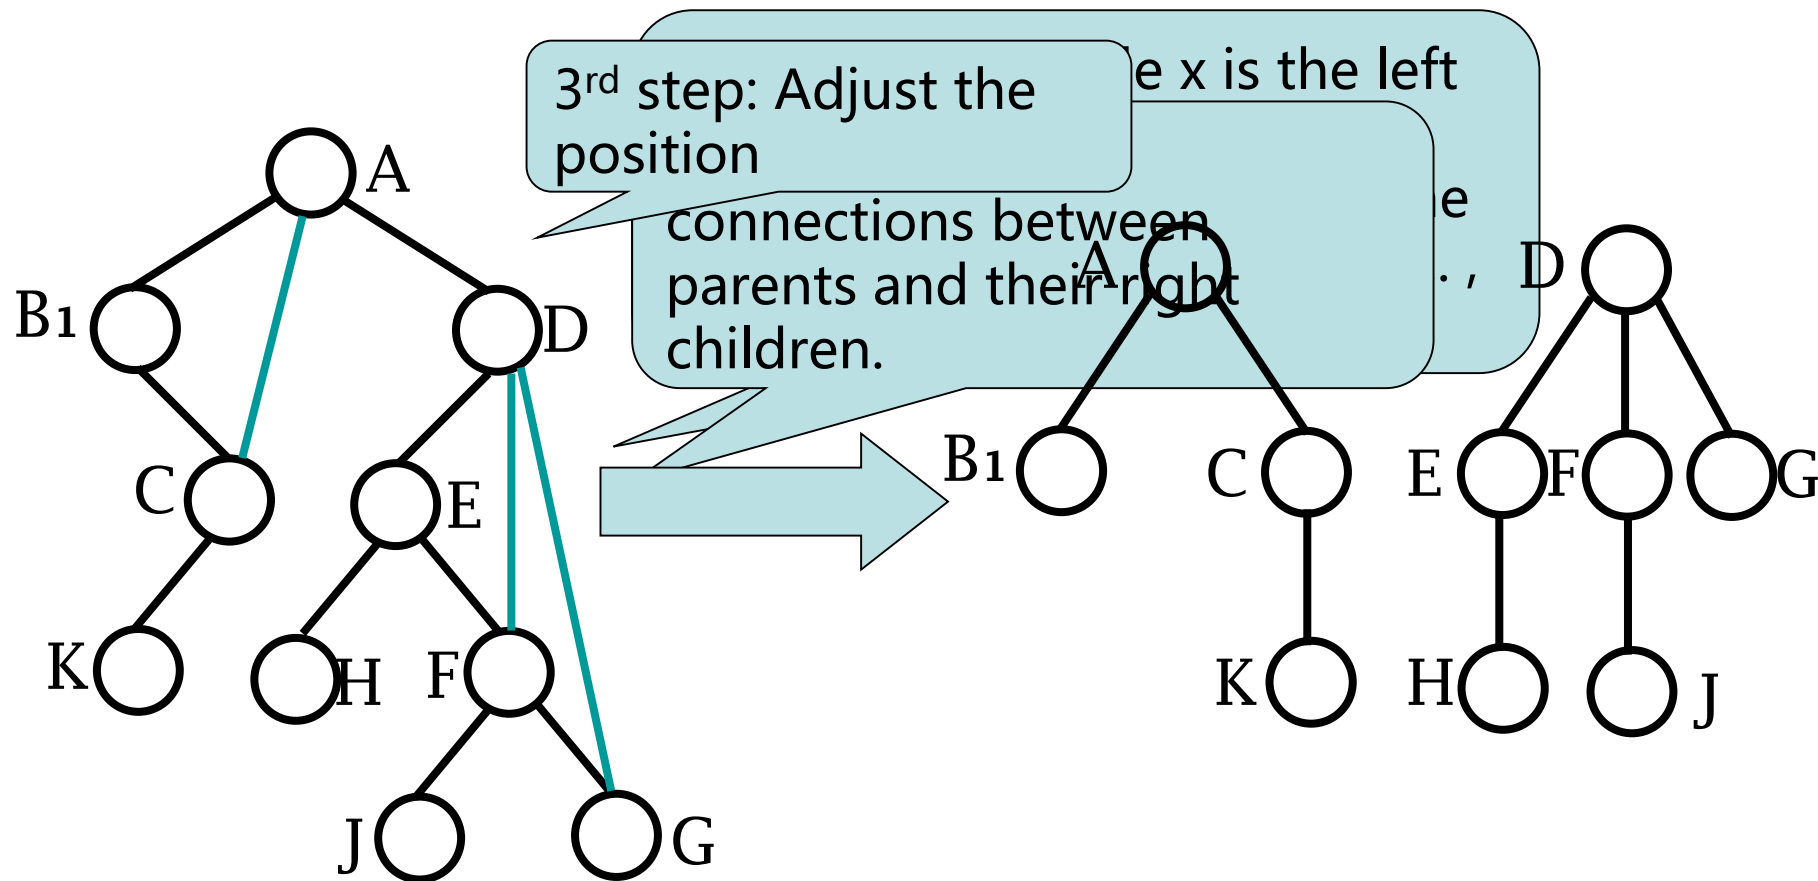 e x is the left
3rd step: Adjust the
position
e
connections between
. ,
parents and their right
children.
A
B1
D
C
E
K
H
F
J
G
A
D
B1
C
E
F
G
K
H
J